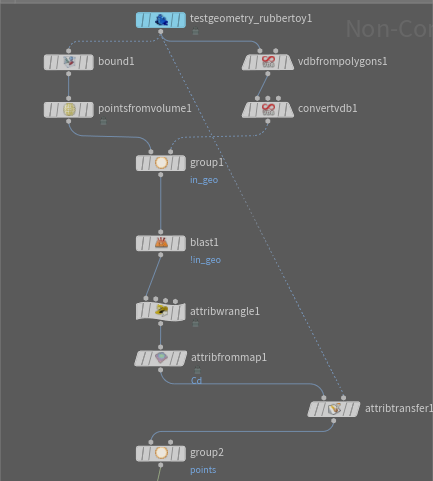 testgeometry_rubbertoy1
Non-Co
bound1
vdbfrompolygons1
pointsfromvolume1
convertvdb1
group1
in_geo
blast1
!in_geo
attribwrangle1
attribfrommap1
Cd
attribtransfer1
group2
points